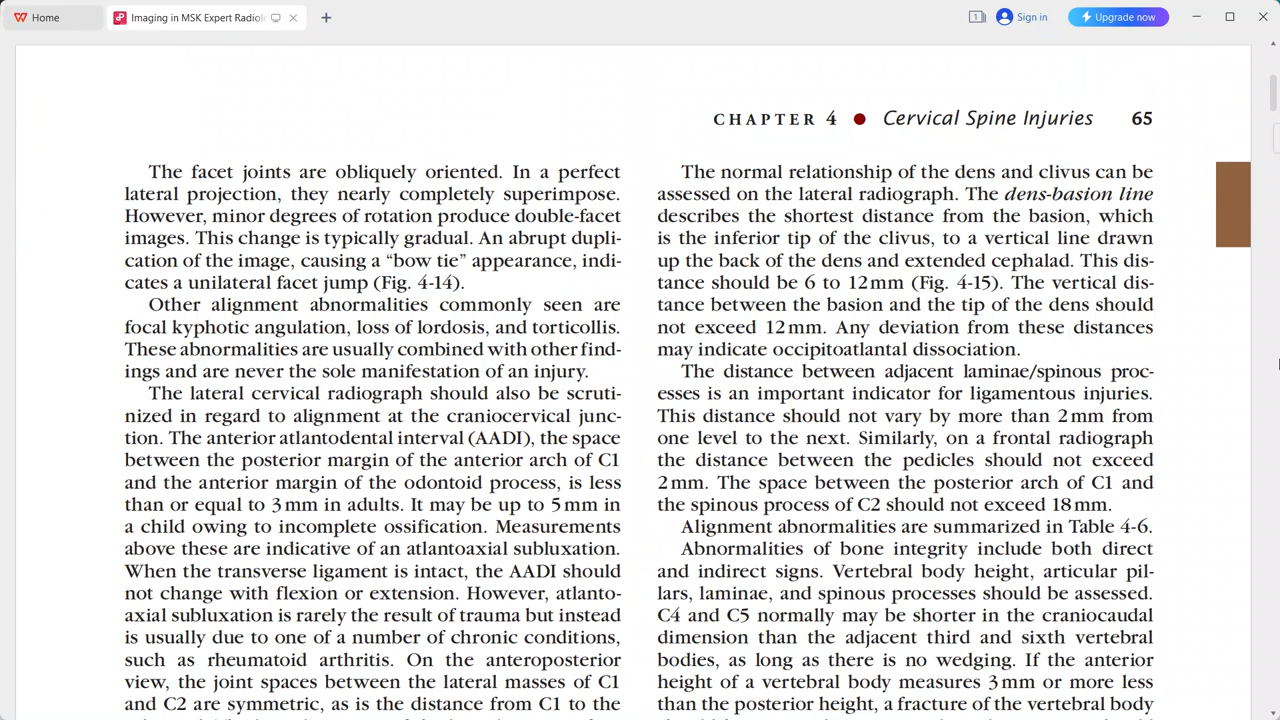 Home
Imaging in MSK Expert Radiol
1
Sign in
Upgrade now
CHAPTER 4 ● Cervical Spine Injuries 65
The facet joints are obliquely oriented. In a perfect
lateral projection, they nearly completely superimpose.
However, minor degrees of rotation produce double-facet
images. This change is typically gradual. An abrupt dupli-
cation of the image, causing a “bow tie” appearance, indi-
cates a unilateral facet jump (Fig. 4-14).
Other alignment abnormalities commonly seen are
focal kyphotic angulation, loss of lordosis, and torticollis.
These abnormalities are usually combined with other find-
ings and are never the sole manifestation of an injury.
The lateral cervical radiograph should also be scruti-
nized in regard to alignment at the craniocervical junc-
tion. The anterior atlantodental interval (AADI), the space
between the posterior margin of the anterior arch of C1
and the anterior margin of the odontoid process, is less
than or equal to 3 mm in adults. It may be up to 5 mm in
a child owing to incomplete ossification. Measurements
above these are indicative of an atlantoaxial subluxation.
When the transverse ligament is intact, the AADI should
not change with flexion or extension. However, atlanto-
axial subluxation is rarely the result of trauma but instead
is usually due to one of a number of chronic conditions,
such as rheumatoid arthritis. On the anteroposterior
view, the joint spaces between the lateral masses of C1
and C2 are symmetric, as is the distance from C1 to the
The normal relationship of the dens and clivus can be
assessed on the lateral radiograph. The dens-basion line
describes the shortest distance from the basion, which
is the inferior tip of the clivus, to a vertical line drawn
up the back of the dens and extended cephalad. This dis-
tance should be 6 to 12 mm (Fig. 4-15). The vertical dis-
tance between the basion and the tip of the dens should
not exceed 12 mm. Any deviation from these distances
may indicate occipitoatlantal dissociation.
The distance between adjacent laminae/spinous proc-
esses is an important indicator for ligamentous injuries.
This distance should not vary by more than 2 mm from
one level to the next. Similarly, on a frontal radiograph
the distance between the pedicles should not exceed
2 mm. The space between the posterior arch of C1 and
the spinous process of C2 should not exceed 18 mm.
Alignment abnormalities are summarized in Table 4-6.
Abnormalities of bone integrity include both direct
and indirect signs. Vertebral body height, articular pil-
lars, laminae, and spinous processes should be assessed.
C4 and C5 normally may be shorter in the craniocaudal
dimension than the adjacent third and sixth vertebral
bodies, as long as there is no wedging. If the anterior
height of a vertebral body measures 3 mm or more less
than the posterior height, a fracture of the vertebral body